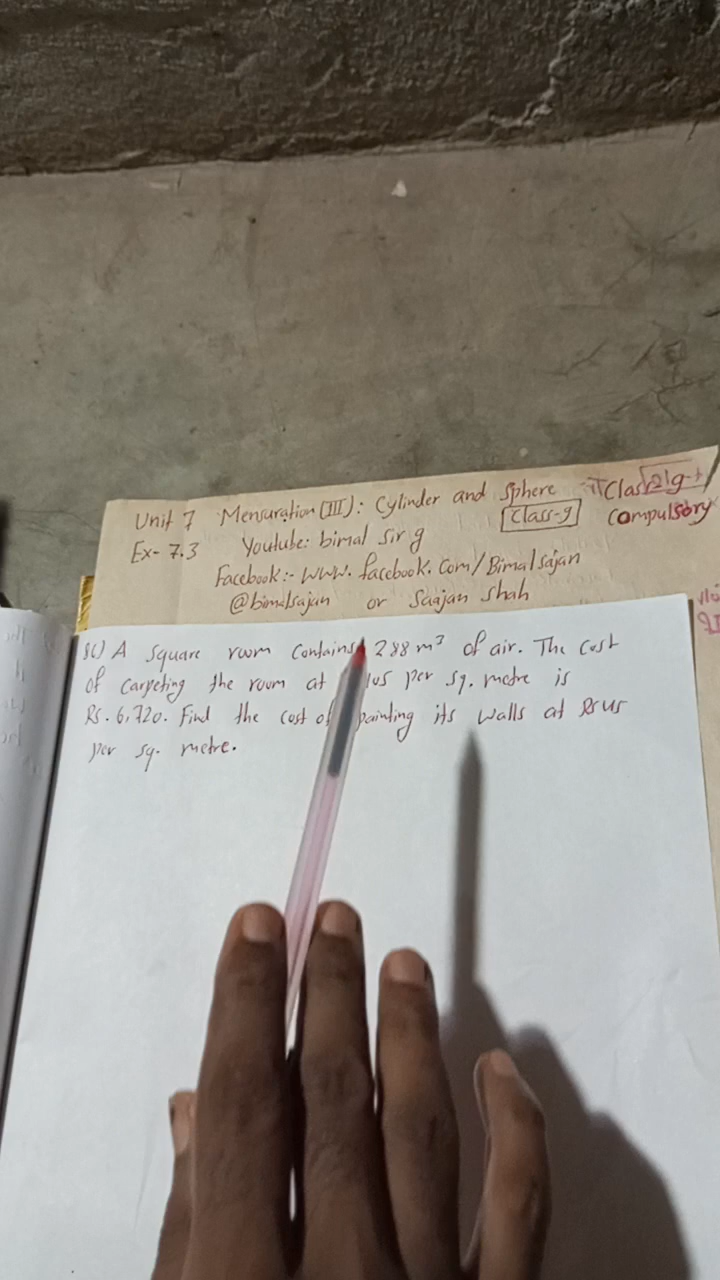 Unit 7 Mensuration (III): Cylinder and Sphere
Class-9 Compulsory
Ex- 7.3 Youtube: bimal sir g
Facebook:- WWW. facebook. Com/Bimalsajan
@bimalsajan or Saajan Shah
8c) A square room contains 288 m³ of air. The cost
of carpeting the room at 105 per sq. metre is
Rs. 6,720. Find the cost of painting its walls at Rs
per sq. metre.